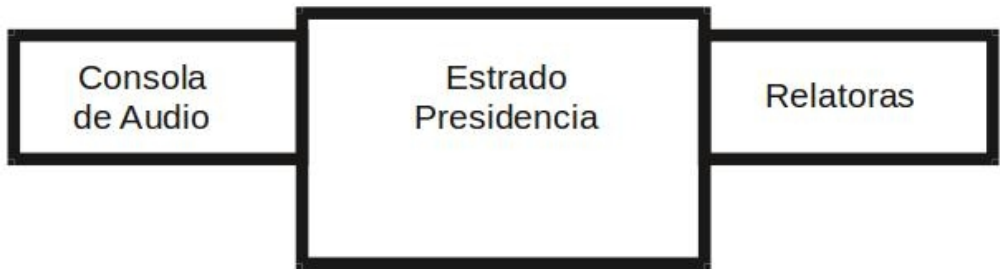 Consola
de Audio
Estrado
Presidencia
Relatoras